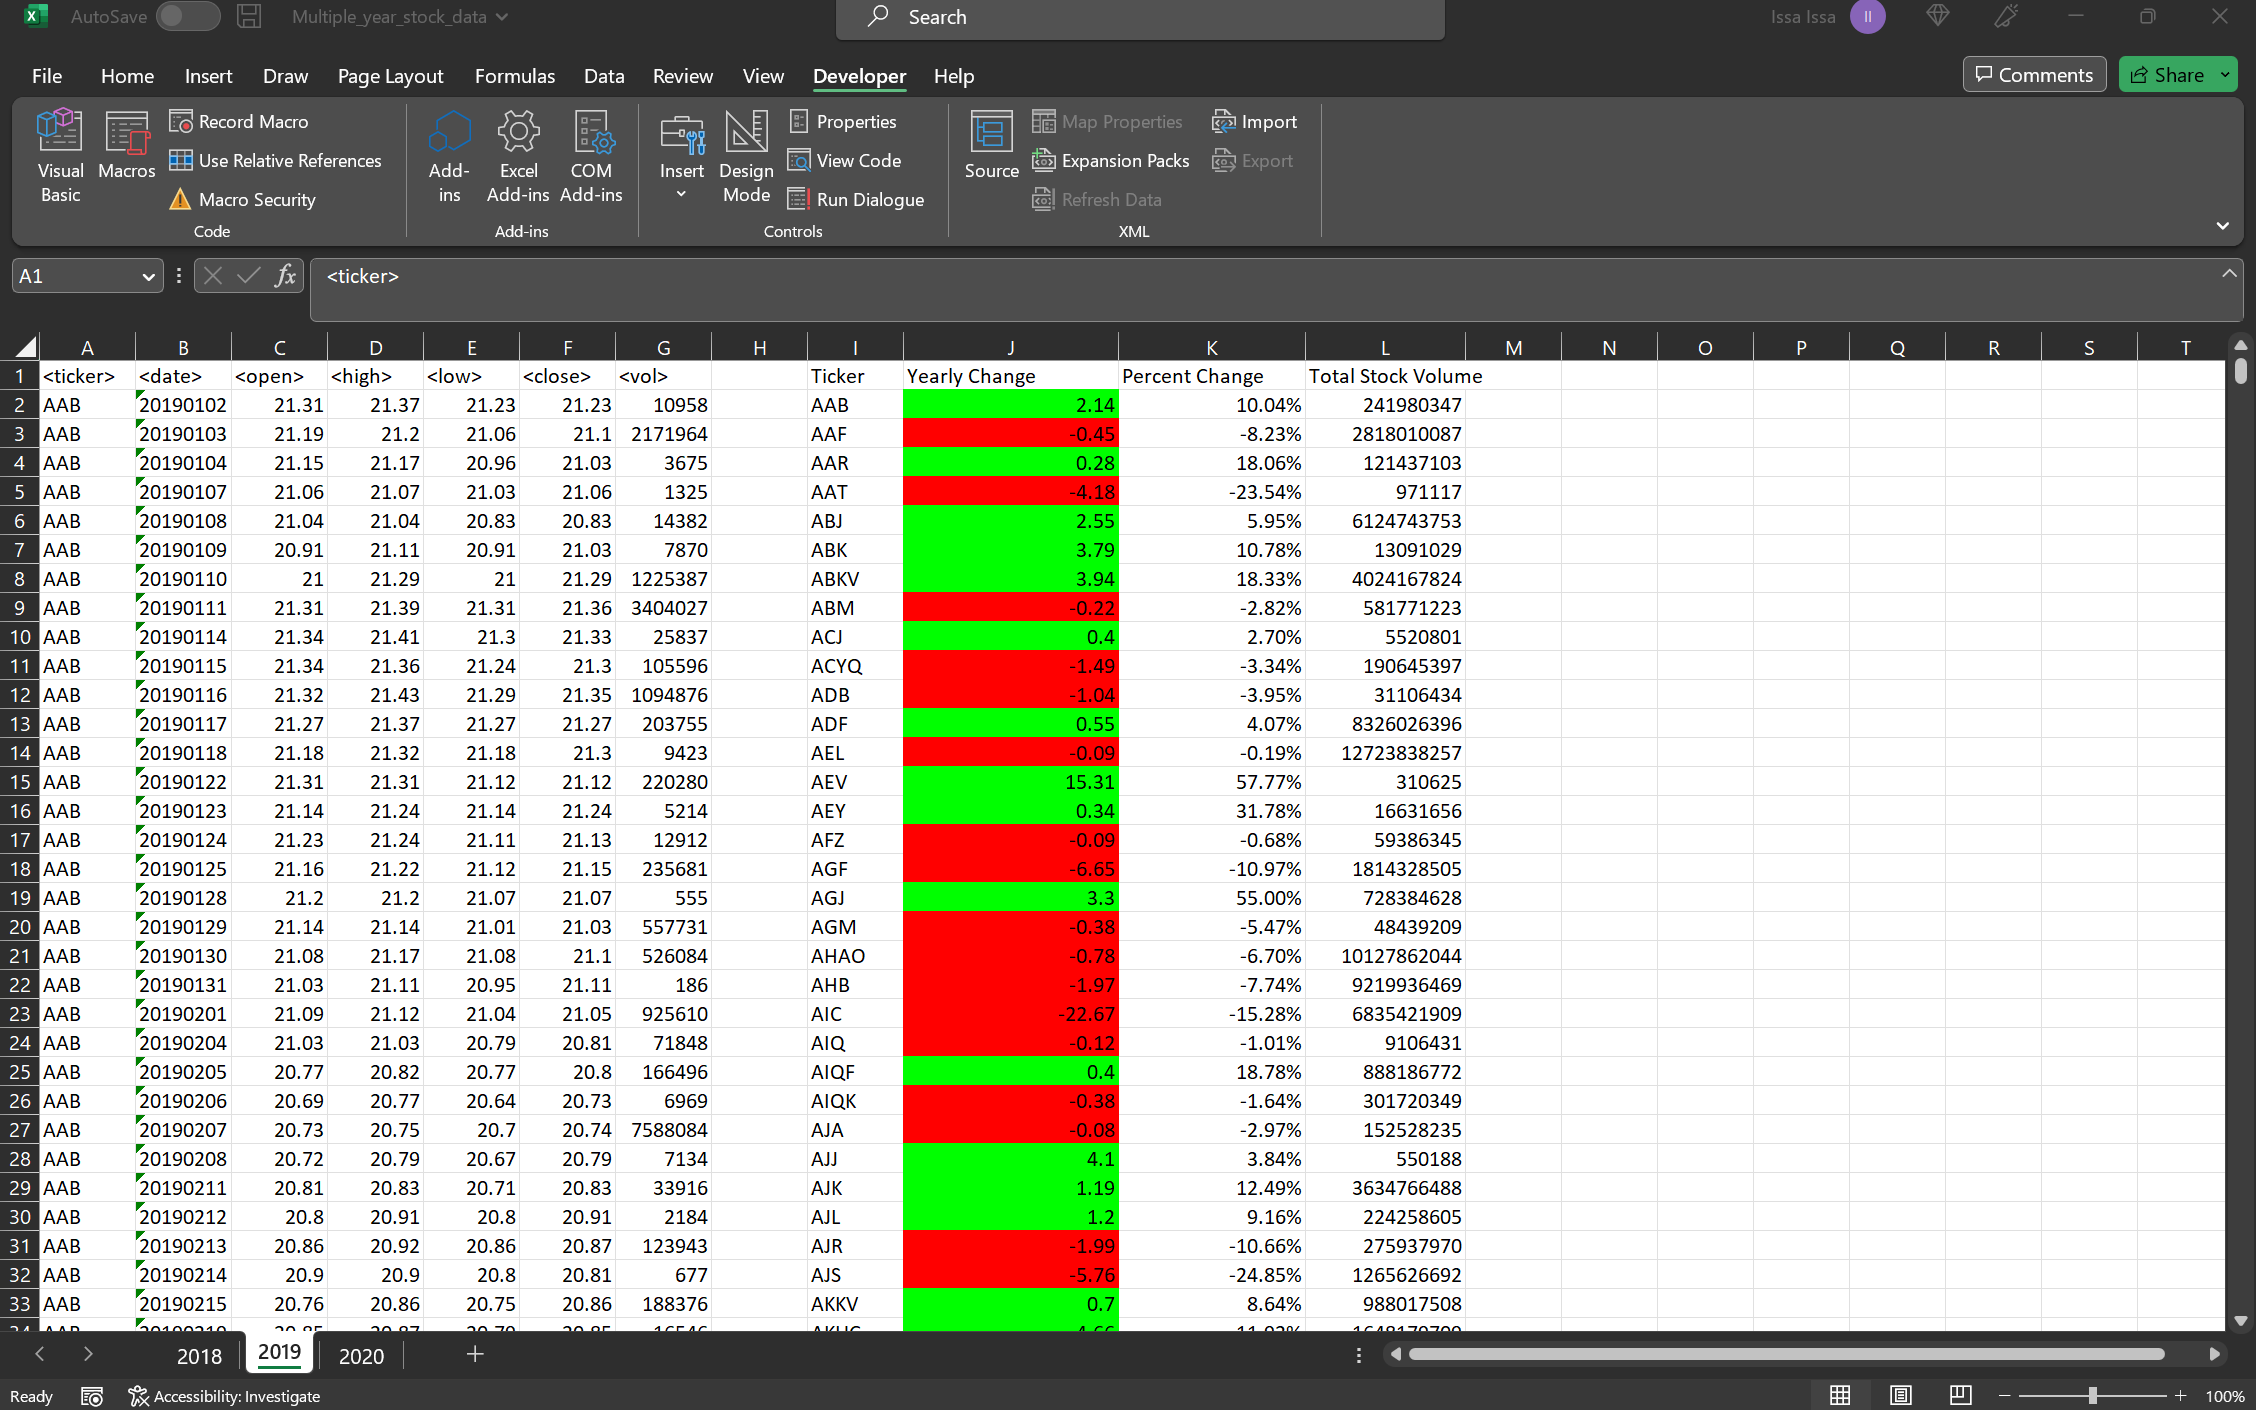 AutoSave Multiple_year_stock_data Search Issa Issa II
File Home Insert Draw Page Layout Formulas Data Review View Developer Help Comments Share
Visual Basic
Macros
Record Macro
Use Relative References
Macro Security
Code
Add-ins
Excel Add-ins
COM Add-ins
Add-ins
Insert
Design Mode
Properties
View Code
Run Dialogue
Controls
Source
Map Properties
Expansion Packs
Refresh Data
Import
Export
XML
A1 fx <ticker>
A B C D E F G H I J K L M N O P Q R S T
1 <ticker> <date> <open> <high> <low> <close> <vol> Ticker Yearly Change Percent Change Total Stock Volume
2 AAB 20190102 21.31 21.37 21.23 21.23 10958 AAB 2.14 10.04% 241980347
3 AAB 20190103 21.19 21.2 21.06 21.1 2171964 AAF -0.45 -8.23% 2818010087
4 AAB 20190104 21.15 21.17 20.96 21.03 3675 AAR 0.28 18.06% 121437103
5 AAB 20190107 21.06 21.07 21.03 21.06 1325 AAT -4.18 -23.54% 971117
6 AAB 20190108 21.04 21.04 20.83 20.83 14382 ABJ 2.55 5.95% 6124743753
7 AAB 20190109 20.91 21.11 20.91 21.03 7870 ABK 3.79 10.78% 13091029
8 AAB 20190110 21 21.29 21 21.29 1225387 ABKV 3.94 18.33% 4024167824
9 AAB 20190111 21.31 21.39 21.31 21.36 3404027 ABM -0.22 -2.82% 581771223
10 AAB 20190114 21.34 21.41 21.3 21.33 25837 ACJ 0.4 2.70% 5520801
11 AAB 20190115 21.34 21.36 21.24 21.3 105596 ACYQ -1.49 -3.34% 190645397
12 AAB 20190116 21.32 21.43 21.29 21.35 1094876 ADB -1.04 -3.95% 31106434
13 AAB 20190117 21.27 21.37 21.27 21.27 203755 ADF 0.55 4.07% 8326026396
14 AAB 20190118 21.18 21.32 21.18 21.3 9423 AEL -0.09 -0.19% 12723838257
15 AAB 20190122 21.31 21.31 21.12 21.12 220280 AEV 15.31 57.77% 310625
16 AAB 20190123 21.14 21.24 21.14 21.24 5214 AEY 0.34 31.78% 16631656
17 AAB 20190124 21.23 21.24 21.11 21.13 12912 AFZ -0.09 -0.68% 59386345
18 AAB 20190125 21.16 21.22 21.12 21.15 235681 AGF -6.65 -10.97% 1814328505
19 AAB 20190128 21.2 21.2 21.07 21.07 555 AGJ 3.3 55.00% 728384628
20 AAB 20190129 21.14 21.14 21.01 21.03 557731 AGM -0.38 -5.47% 48439209
21 AAB 20190130 21.08 21.17 21.08 21.1 526084 AHAO -0.78 -6.70% 10127862044
22 AAB 20190131 21.03 21.11 20.95 21.11 186 AHB -1.97 -7.74% 9219936469
23 AAB 20190201 21.09 21.12 21.04 21.05 925610 AIC -22.67 -15.28% 6835421909
24 AAB 20190204 21.03 21.03 20.79 20.81 71848 AIQ -0.12 -1.01% 9106431
25 AAB 20190205 20.77 20.82 20.77 20.8 166496 AIQF 0.4 18.78% 888186772
26 AAB 20190206 20.69 20.77 20.64 20.73 6969 AIQK -0.38 -1.64% 301720349
27 AAB 20190207 20.73 20.75 20.7 20.74 7588084 AJA -0.08 -2.97% 152528235
28 AAB 20190208 20.72 20.79 20.67 20.79 7134 AJJ 4.1 3.84% 550188
29 AAB 20190211 20.81 20.83 20.71 20.83 33916 AJK 1.19 12.49% 3634766488
30 AAB 20190212 20.8 20.91 20.8 20.91 2184 AJL 1.2 9.16% 224258605
31 AAB 20190213 20.86 20.92 20.86 20.87 123943 AJR -1.99 -10.66% 275937970
32 AAB 20190214 20.9 20.9 20.8 20.81 677 AJS -5.76 -24.85% 1265626692
33 AAB 20190215 20.76 20.86 20.75 20.86 188376 AKKV 0.7 8.64% 988017508
2018 2019 2020
Ready Accessibility: Investigate 100%